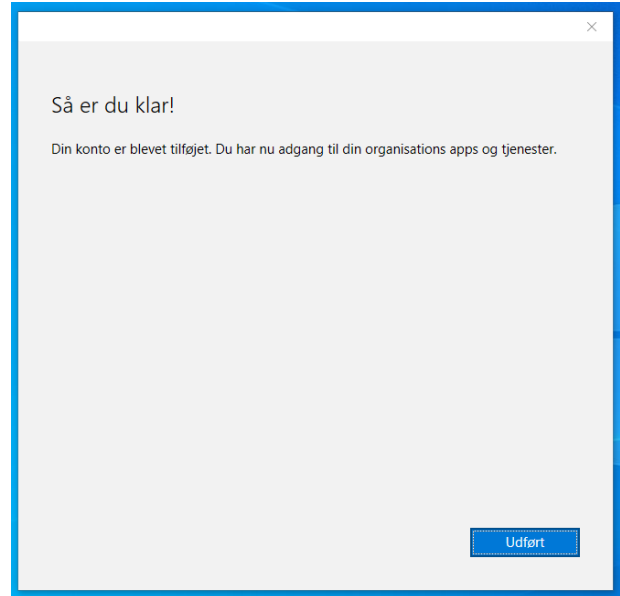 Så er du klar!
Din konto er blevet tilføjet. Du har nu adgang til din organisations apps og tjenester.
Udført